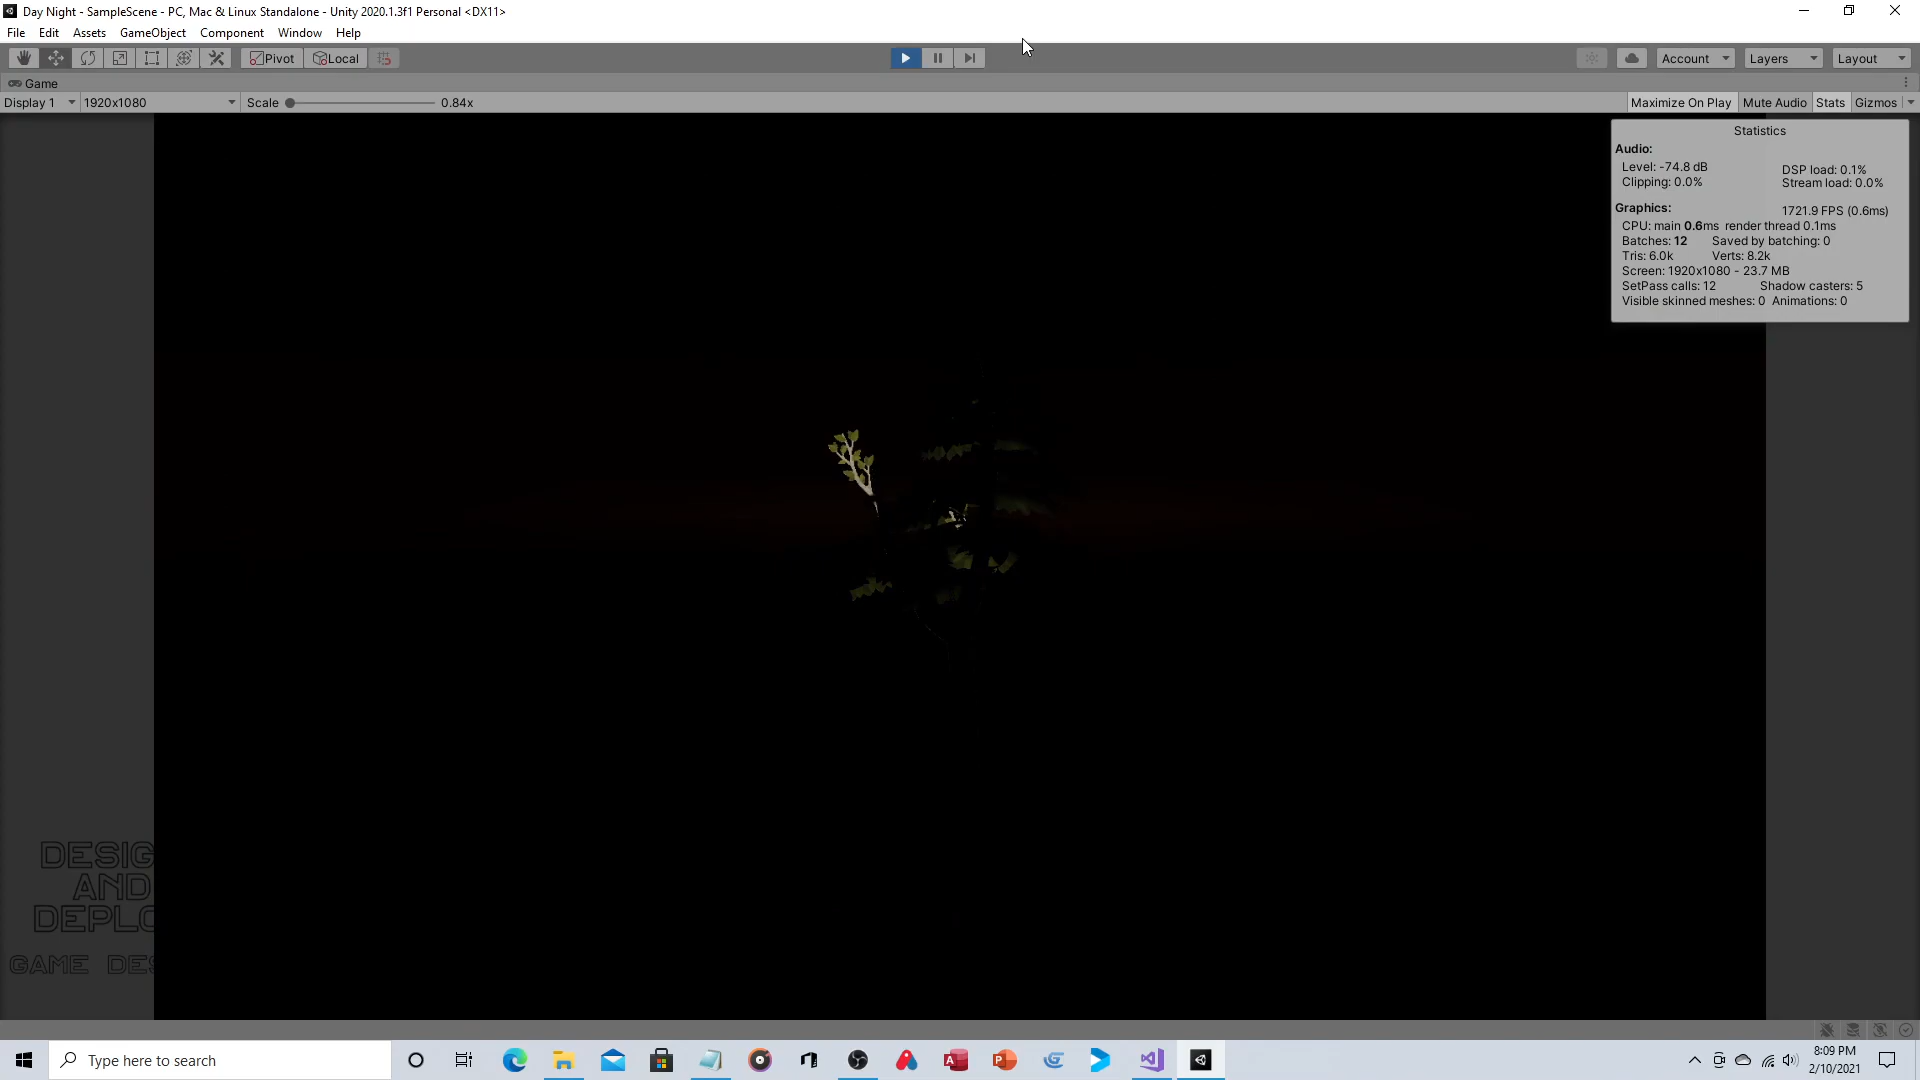 Day Night - SampleScene - PC, Mac & Linux Standalone - Unity 2020.1.3f1 Personal <DX11>
File Edit Assets GameObject Component Window Help
Pivot Local Account Layers Layout
Game
Display 1 1920x1080 Scale 0.84x Maximize On Play Mute Audio Stats Gizmos
Statistics
Audio:
Level: -74.8 dB DSP load: 0.1%
Clipping: 0.0% Stream load: 0.0%
Graphics: 1721.9 FPS (0.6ms)
CPU: main 0.6ms render thread 0.1ms
Batches: 12 Saved by batching: 0
Tris: 6.0k Verts: 8.2k
Screen: 1920x1080 - 23.7 MB
SetPass calls: 12 Shadow casters: 5
Visible skinned meshes: 0 Animations: 0
DESIG
AND
DEPLO
GAME DES
Type here to search
8:09 PM
2/10/2021